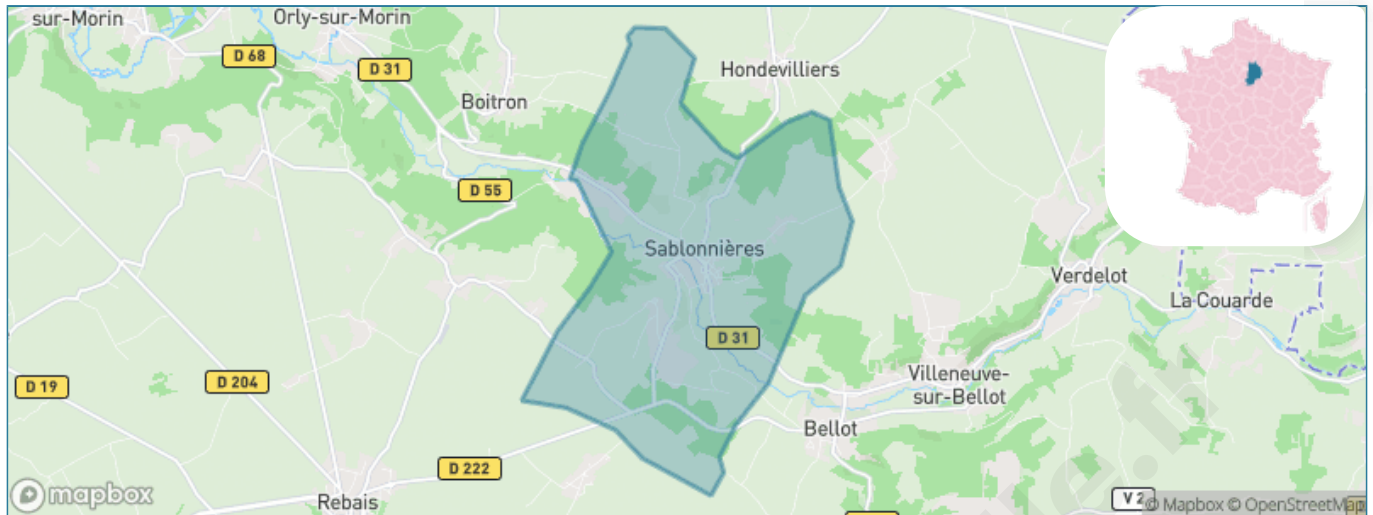 sur-Morin
Orly-sur-Morin
D 68
D 31
Hondevilliers
Boitron
D 55
Sablonnières
Verdelot
La Couarde
D 31
Villeneuve-
sur-Bellot
D 19
D 204
Bellot
D 222
Rebais
mapbox
V 2
© Mapbox © OpenStreetMap